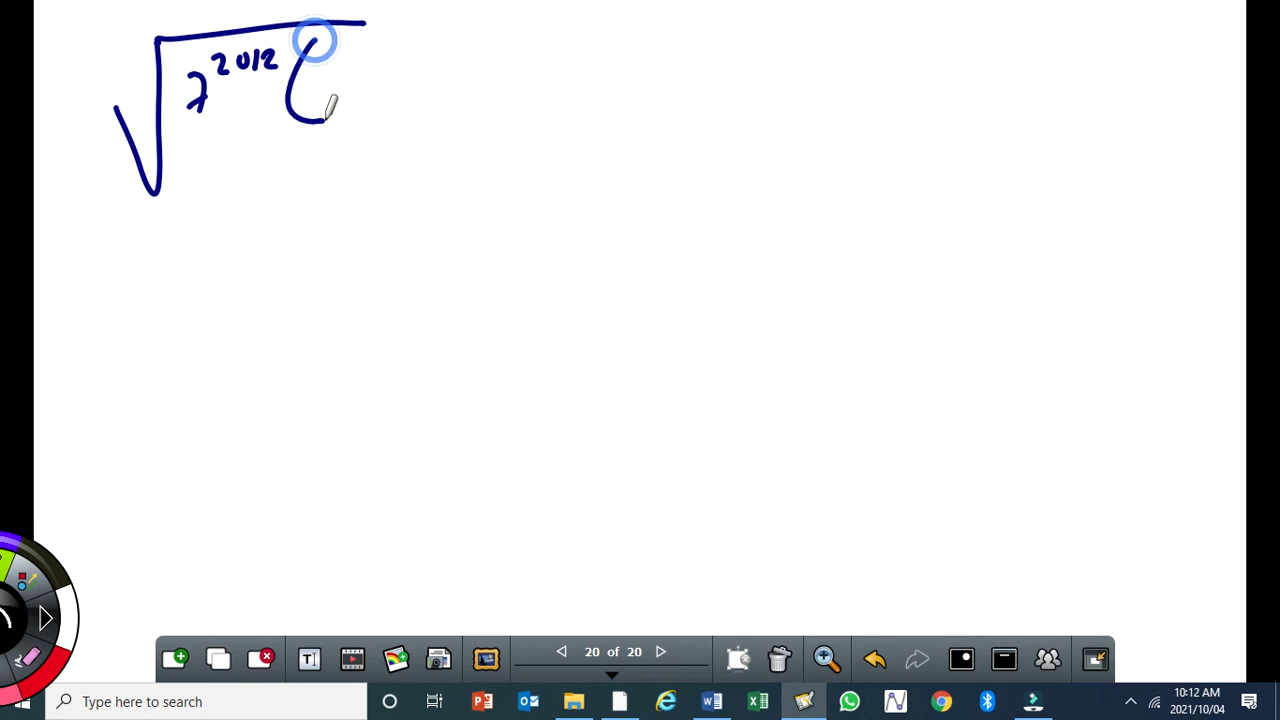 √7^2012 (
20 of 20
Type here to search
10:12 AM
2021/10/04